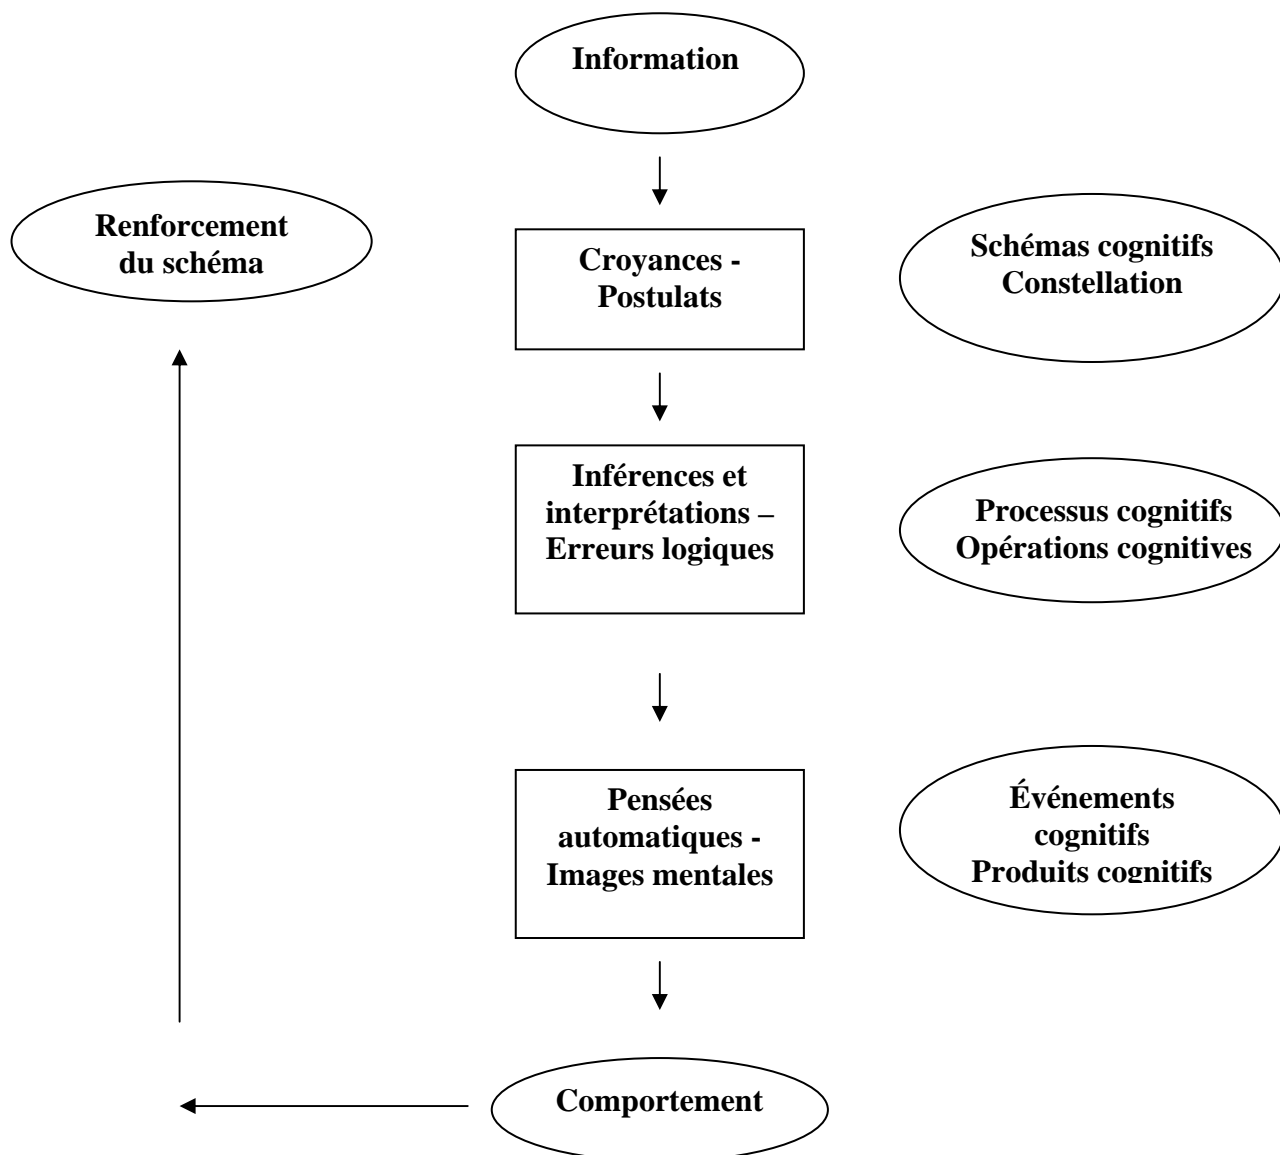 Information
Renforcement
du schéma
Croyances -
Postulats
Schémas cognitifs
Constellation
Inférences et
interprétations –
Erreurs logiques
Processus cognitifs
Opérations cognitives
Pensées
automatiques -
Images mentales
Événements
cognitifs
Produits cognitifs
Comportement